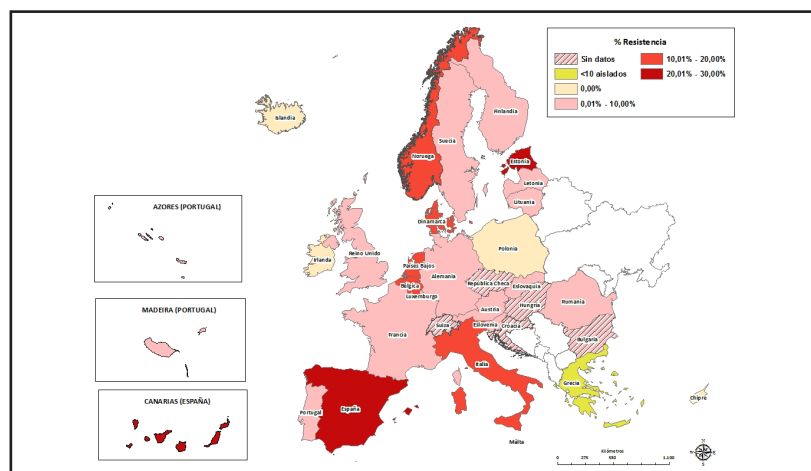 % Resistencia
Sin datos
<10 aislados
0,00%
0,01% - 10,00%
10,01% - 20,00%
20,01% - 30,00%
Islandia
Finlandia
Suecia
Noruega
Estonia
Letonia
Lituania
Dinamarca
AZORES (PORTUGAL)
Irlanda
Reino Unido
Países Bajos
Polonia
Alemania
Bélgica
Luxemburgo
República Checa
Eslovaquia
Hungría
MADEIRA (PORTUGAL)
Francia
Suiza
Austria
Eslovenia
Croacia
Rumania
Bulgaria
Italia
Grecia
Chipre
CANARIAS (ESPAÑA)
Portugal
España
Malta
Kilómetros
0
275
550
1.100
N
S